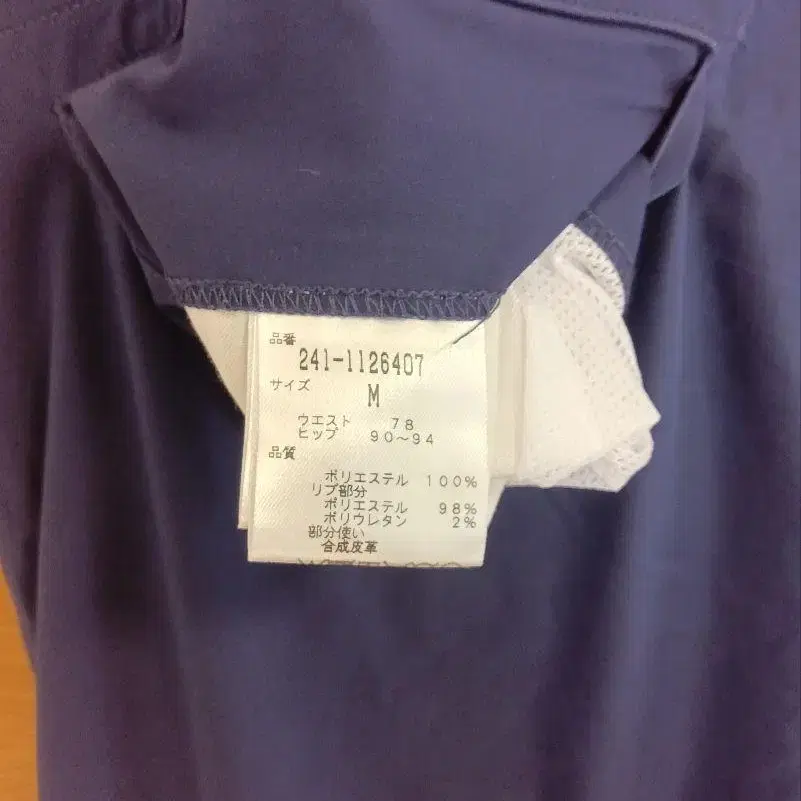 品番
241-1126407
サイズ
M
ウエスト 78
ヒップ 90～94
品質
ポリエステル 100%
リブ部分
ポリエステル 98%
ポリウレタン 2%
部分使い
合成皮革